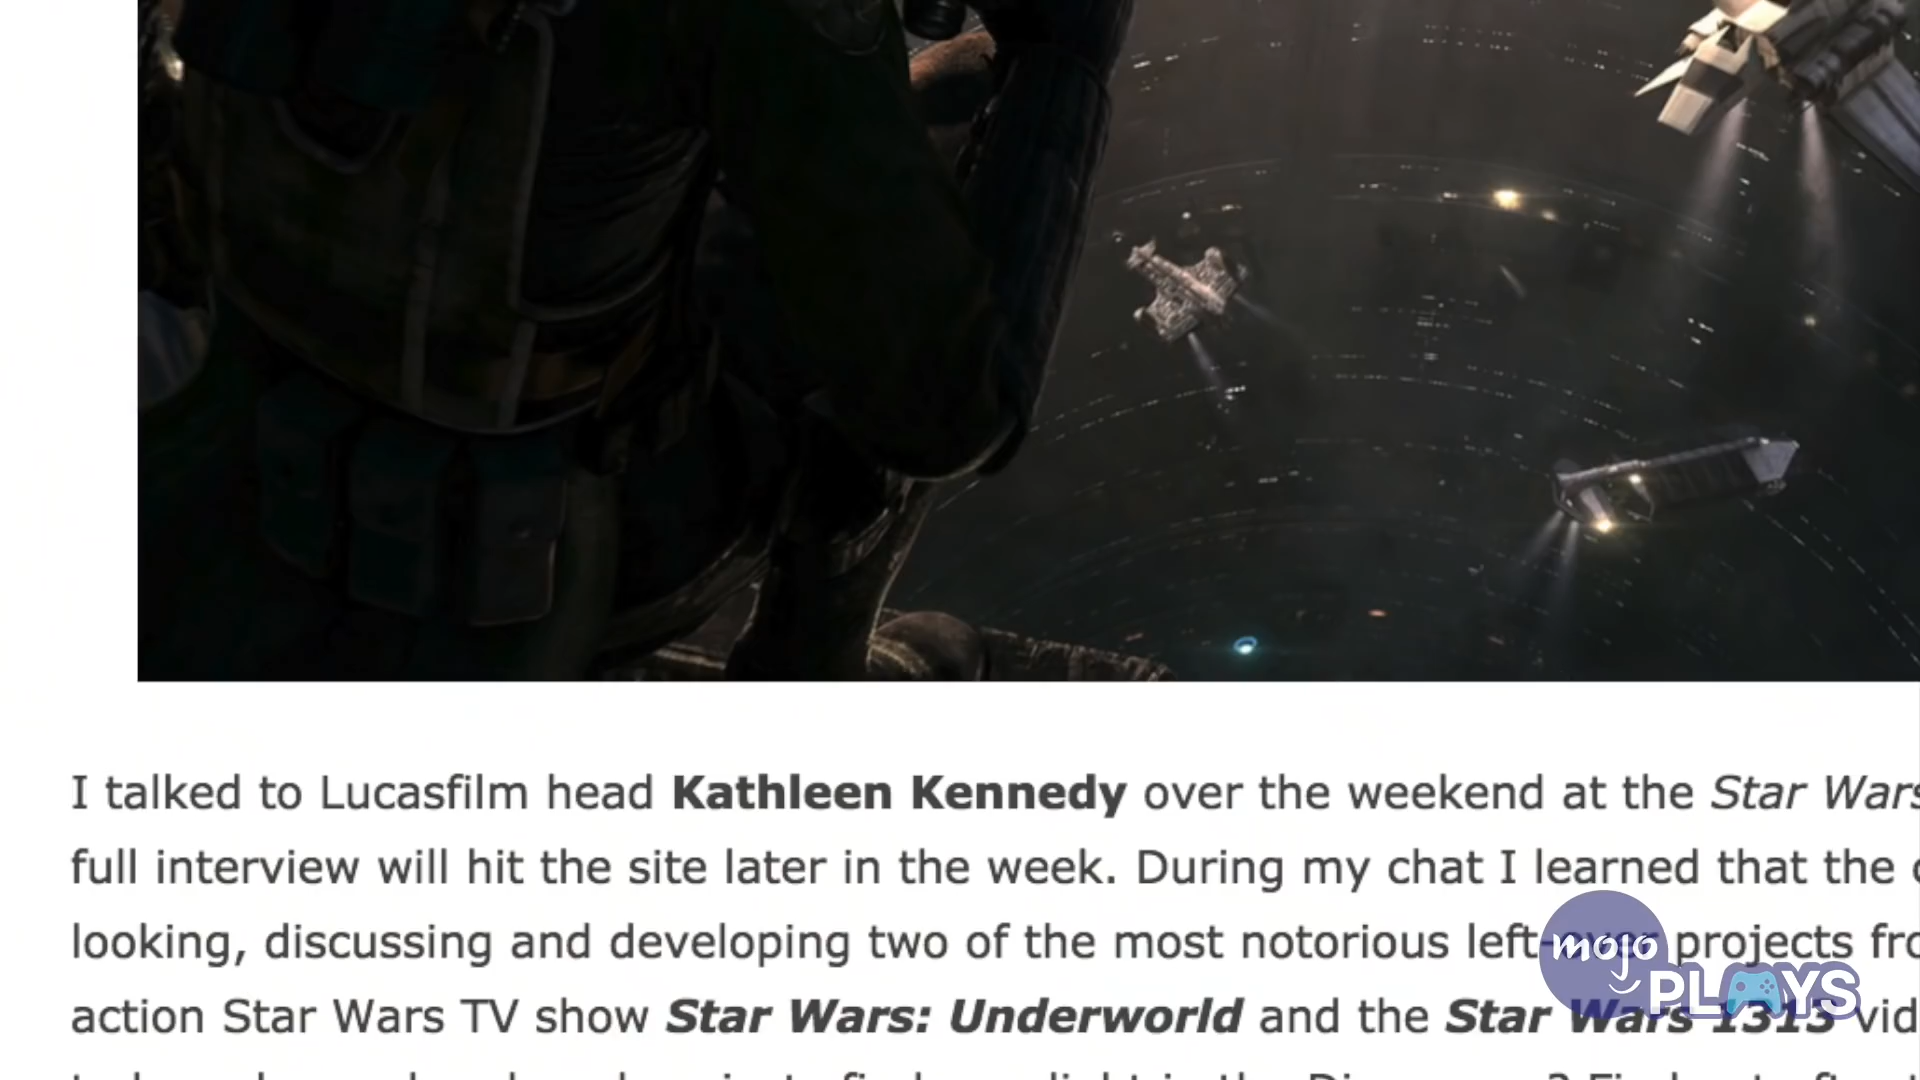 I talked to Lucasfilm head Kathleen Kennedy over the weekend at the Star Wars
full interview will hit the site later in the week. During my chat I learned that the
looking, discussing and developing two of the most notorious left-over projects
action Star Wars TV show Star Wars: Underworld and the Star Wars 1313
mojo
PLAYS